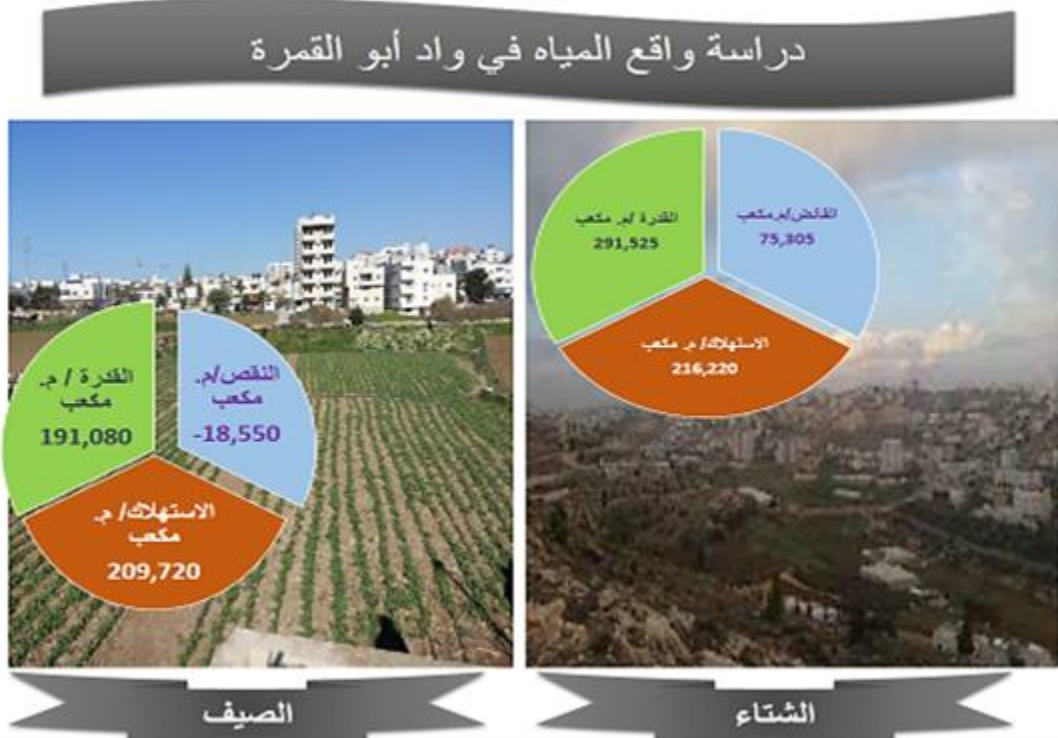 دراسة واقع المياه في واد أبو القمرة
القدرة /م. مكعب
291,525
الفائض/م.مكعب
75,305
الاستهلاك/ م. مكعب
216,220
القدرة / م.
مكعب
191,080
النقص/م.
مكعب
-18,550
الاستهلاك/ م.
مكعب
209,720
الشتاء
الصيف